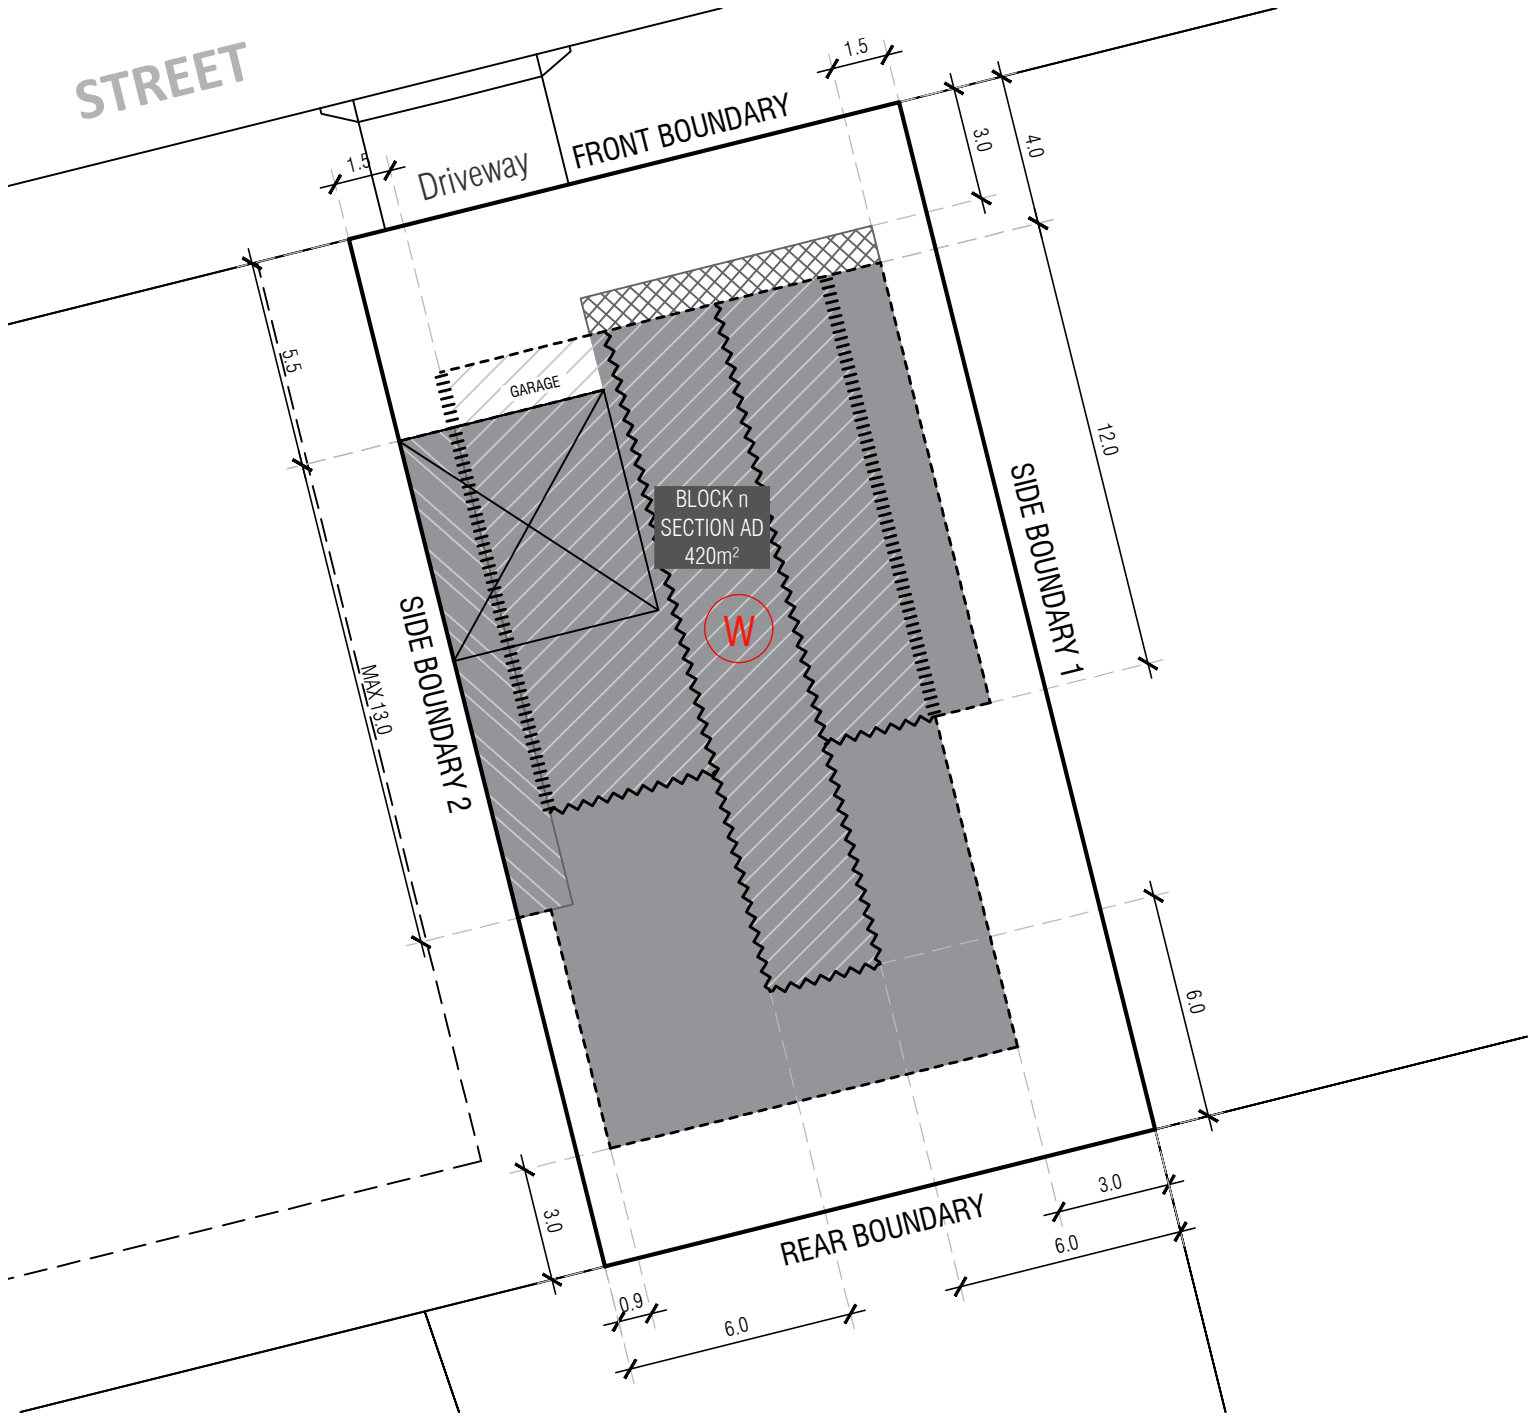 STREET
1.5
FRONT BOUNDARY
1.5
Driveway
3.0
4.0
5.5
GARAGE
12.0
BLOCK n
SECTION AD
420m²
SIDE BOUNDARY 1
W
SIDE BOUNDARY 2
MAX 13.0
6.0
3.0
3.0
REAR BOUNDARY
6.0
0.9
6.0